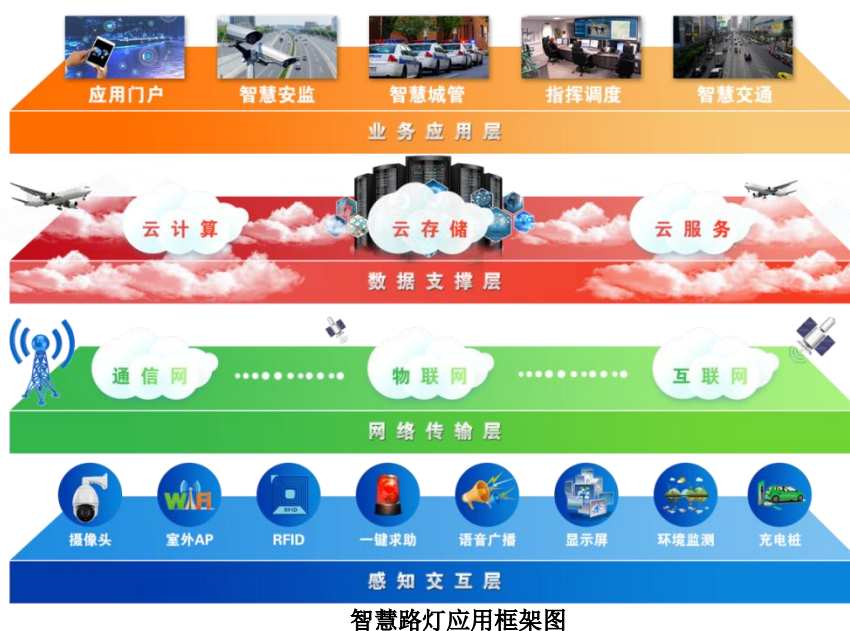 应用门户 智慧安监 智慧城管 指挥调度 智慧交通
业务应用层
云计算 云存储 云服务
数据支撑层
通信网 物联网 互联网
网络传输层
WiFi
RFID
摄像头 室外AP RFID 一键求助 语音广播 显示屏 环境监测 充电桩
感知交互层
智慧路灯应用框架图